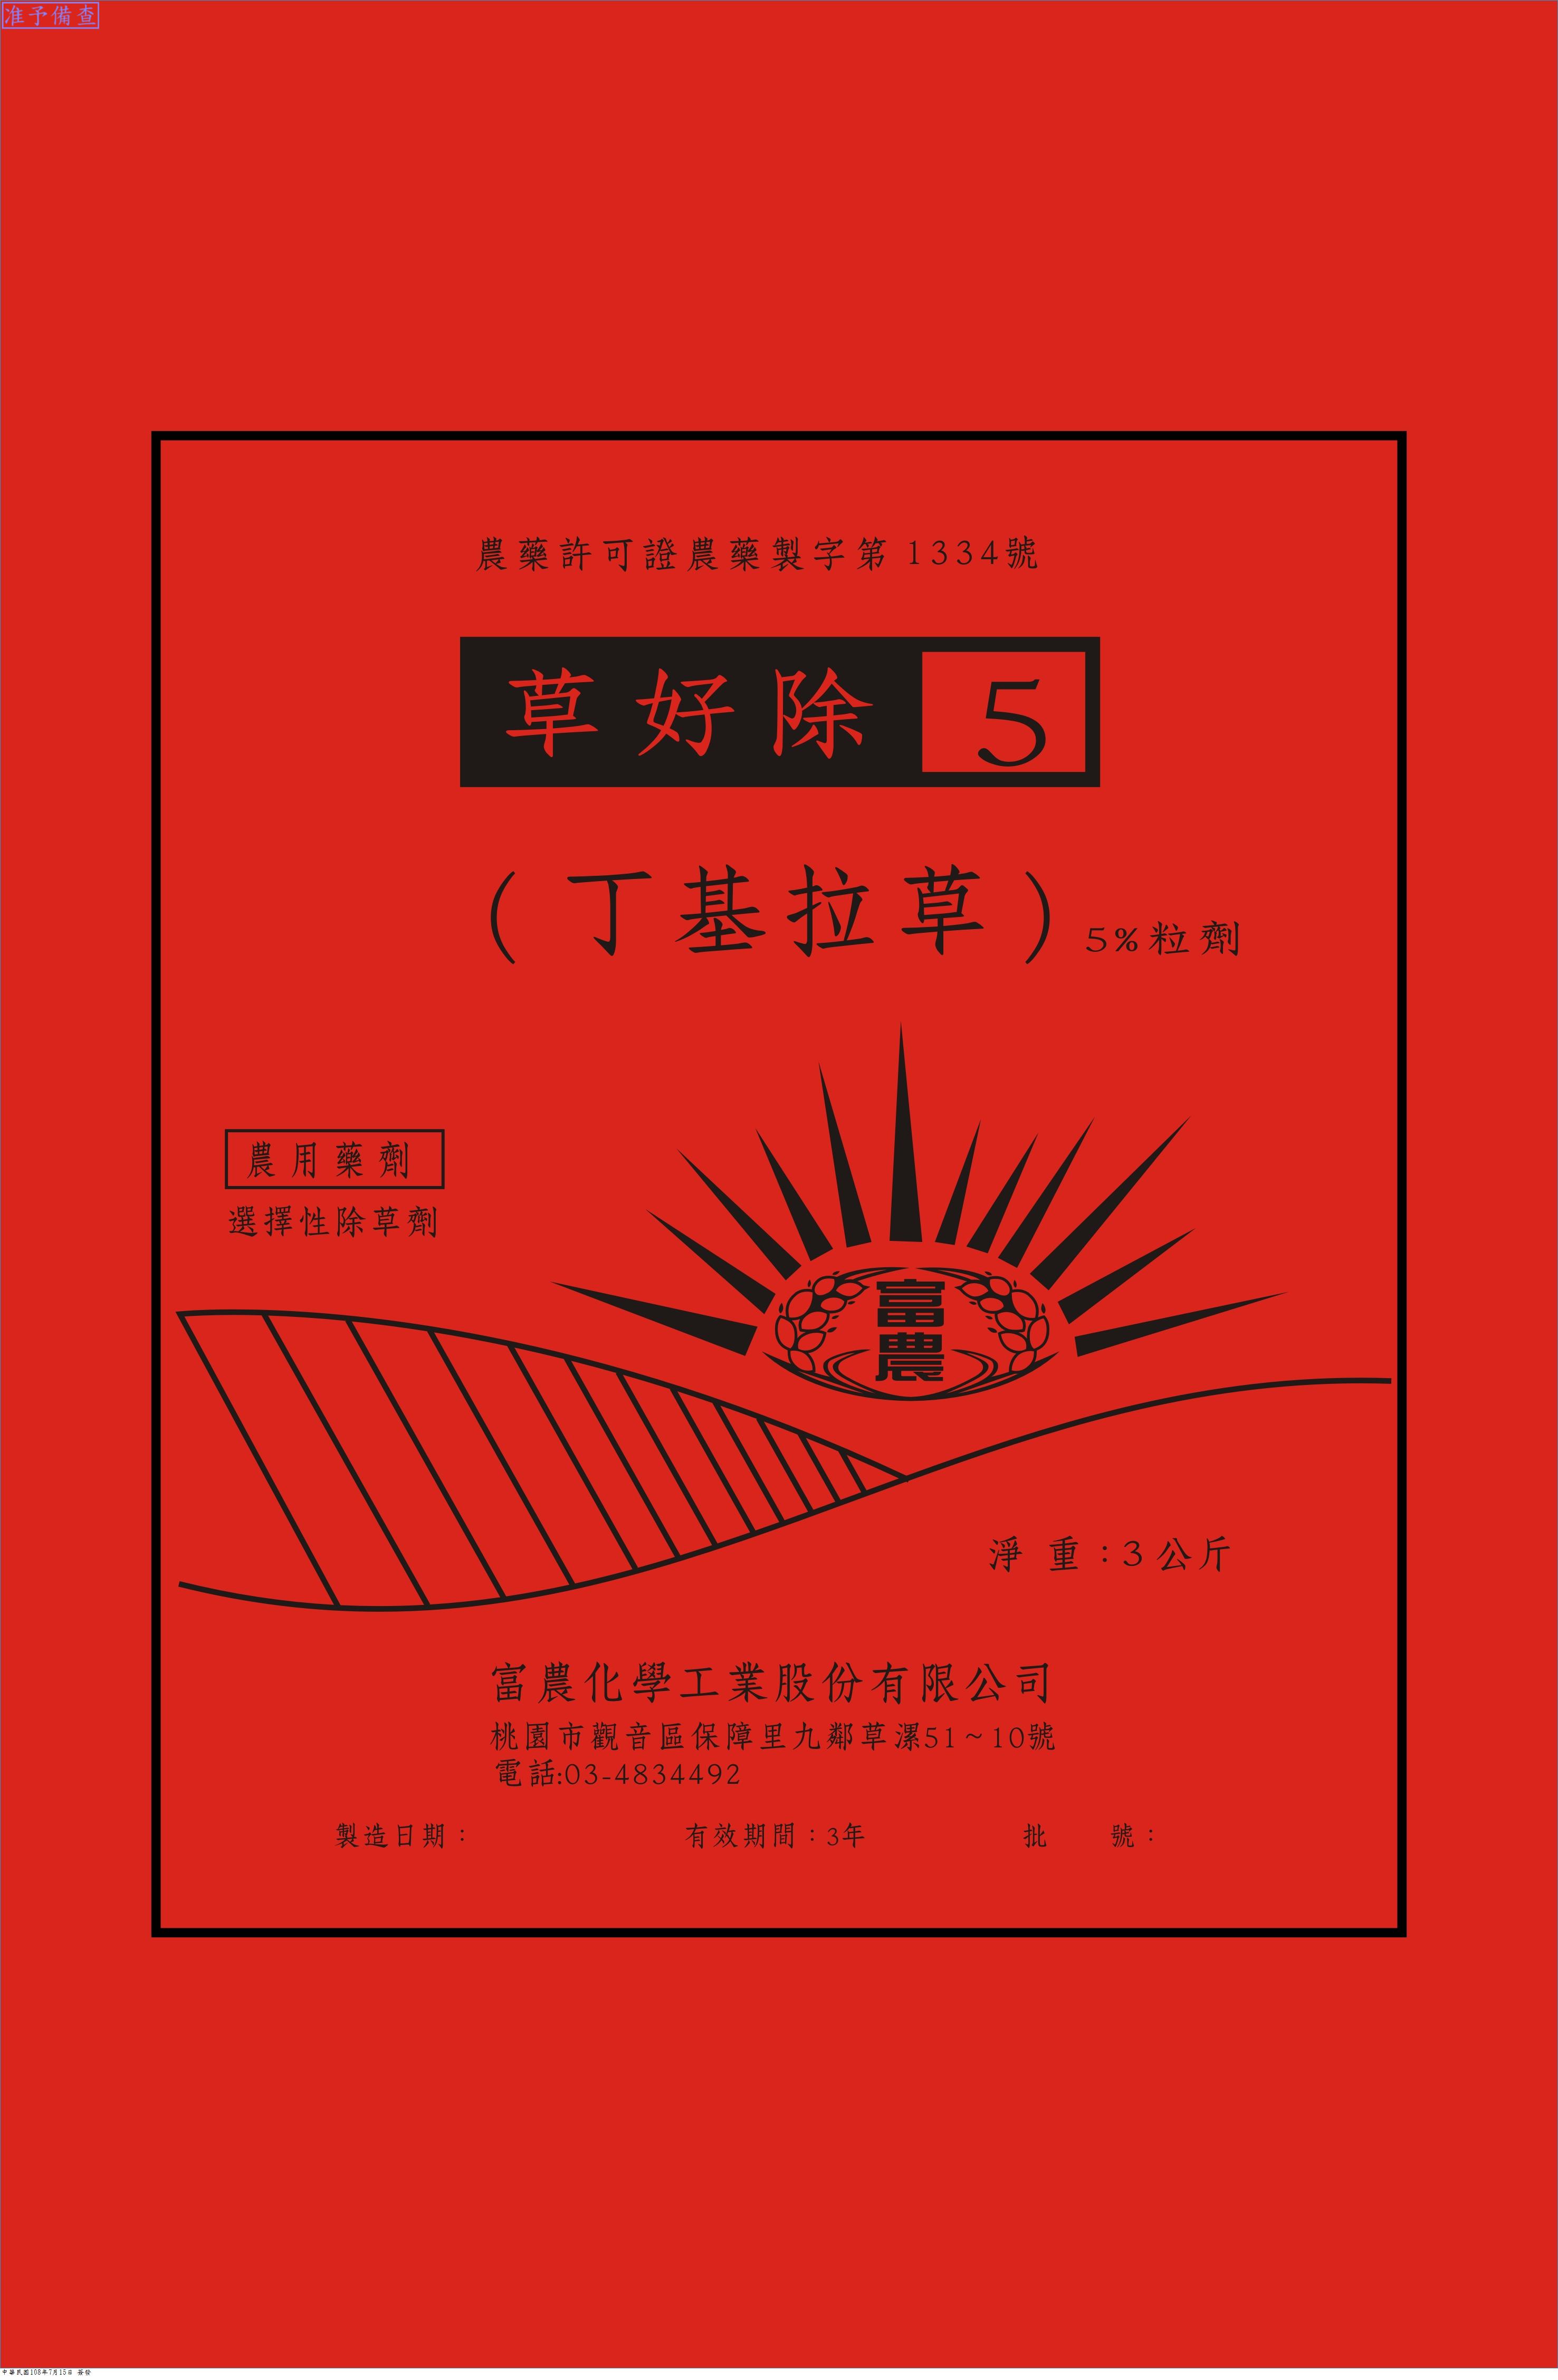 准予備查
農藥許可證農藥製字第 1334號
草好除 5
(丁基拉草) 5%粒劑
農用藥劑
選擇性除草劑
富農
淨 重：3公斤
富農化學工業股份有限公司
桃園市觀音區保障里九鄰草漯51~10號
電話:03-4834492
製造日期： 有效期間：3年 批 號：
中華民國108年7月15日 簽發